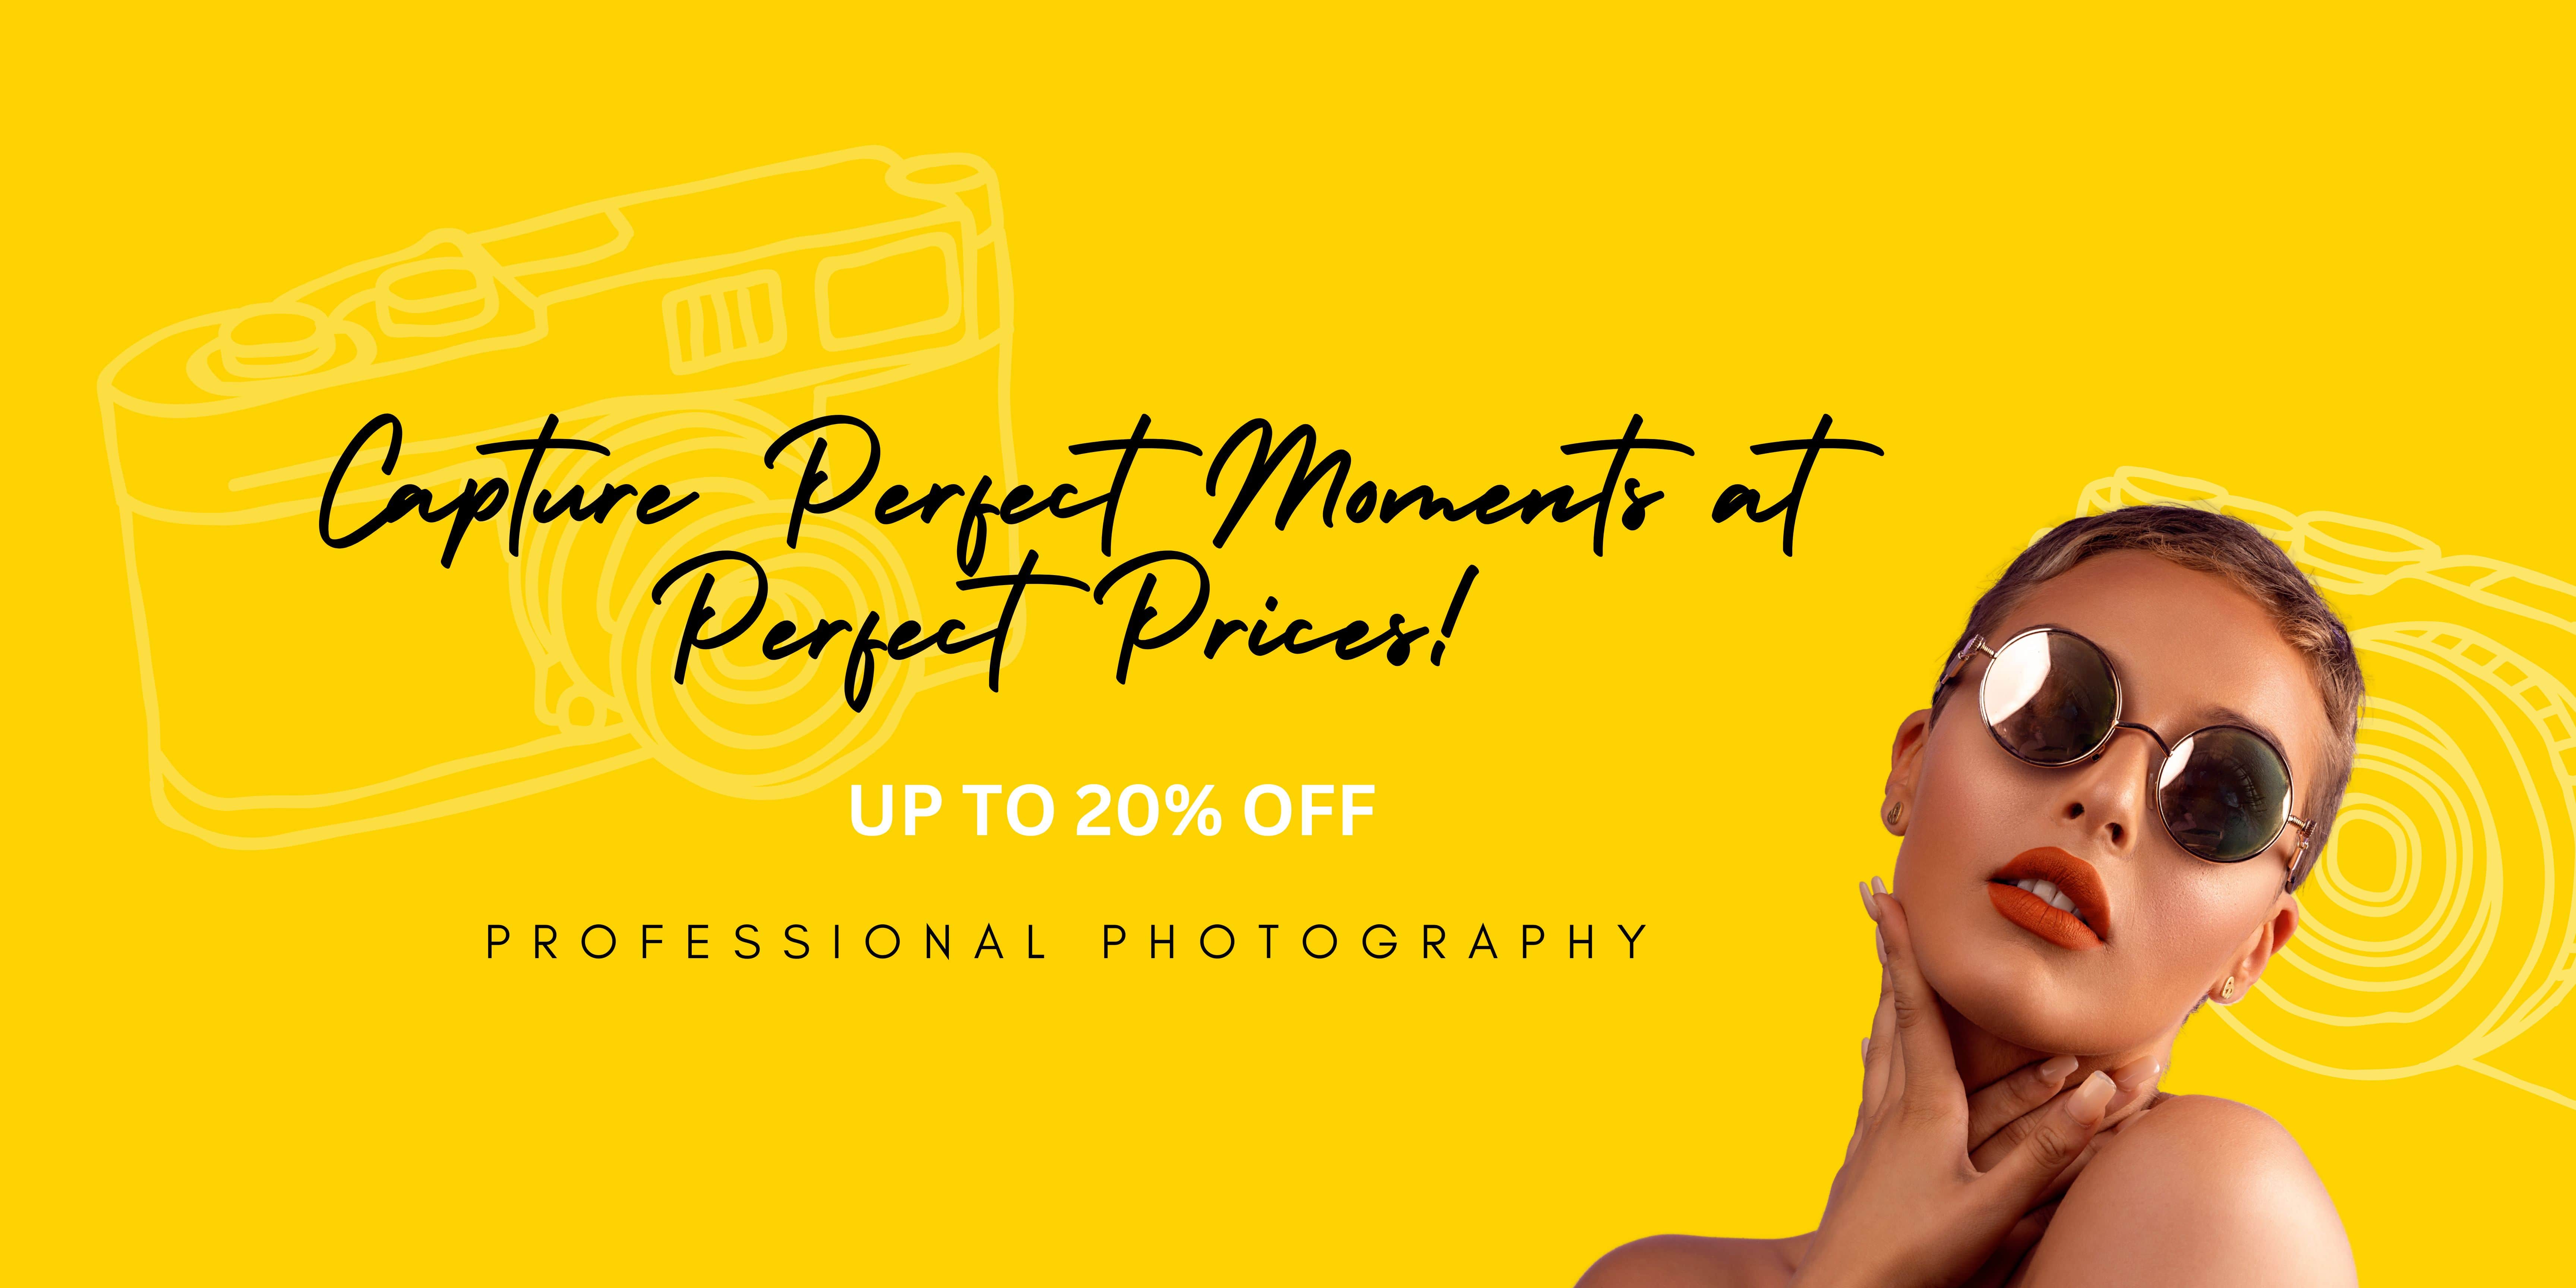 Capture Perfect Moments at
Perfect Prices!
UP TO 20% OFF
PROFESSIONAL PHOTOGRAPHY